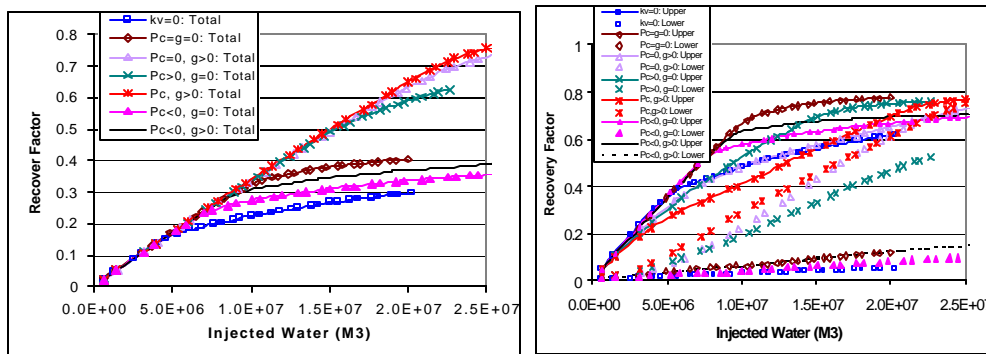 kv=0: Total
Pc=g=0: Total
Pc=0, g>0: Total
Pc>0, g=0: Total
Pc, g>0: Total
Pc<0, g=0: Total
Pc<0, g>0: Total
0.8
0.7
0.6
0.5
0.4
0.3
0.2
0.1
0
Recover Factor
0.0E+00 5.0E+06 1.0E+07 1.5E+07 2.0E+07 2.5E+07
Injected Water (M3)
kv=0: Upper
kv=0: Lower
Pc=g=0: Upper
Pc=g=0: Lower
Pc=0, g>0: Upper
Pc=0, g>0: Lower
Pc>0, g=0: Upper
Pc>0, g=0: Lower
Pc, g>0: Upper
Pc,g>0: Lower
Pc<0, g=0: Upper
Pc<0, g=0: Lower
Pc<0, g>0: Upper
Pc<0, g>0: Lower
1
0.8
0.6
0.4
0.2
0
Recovery Factor
0.0E+00 5.0E+06 1.0E+07 1.5E+07 2.0E+07 2.5E+07
Injected Water (M3)